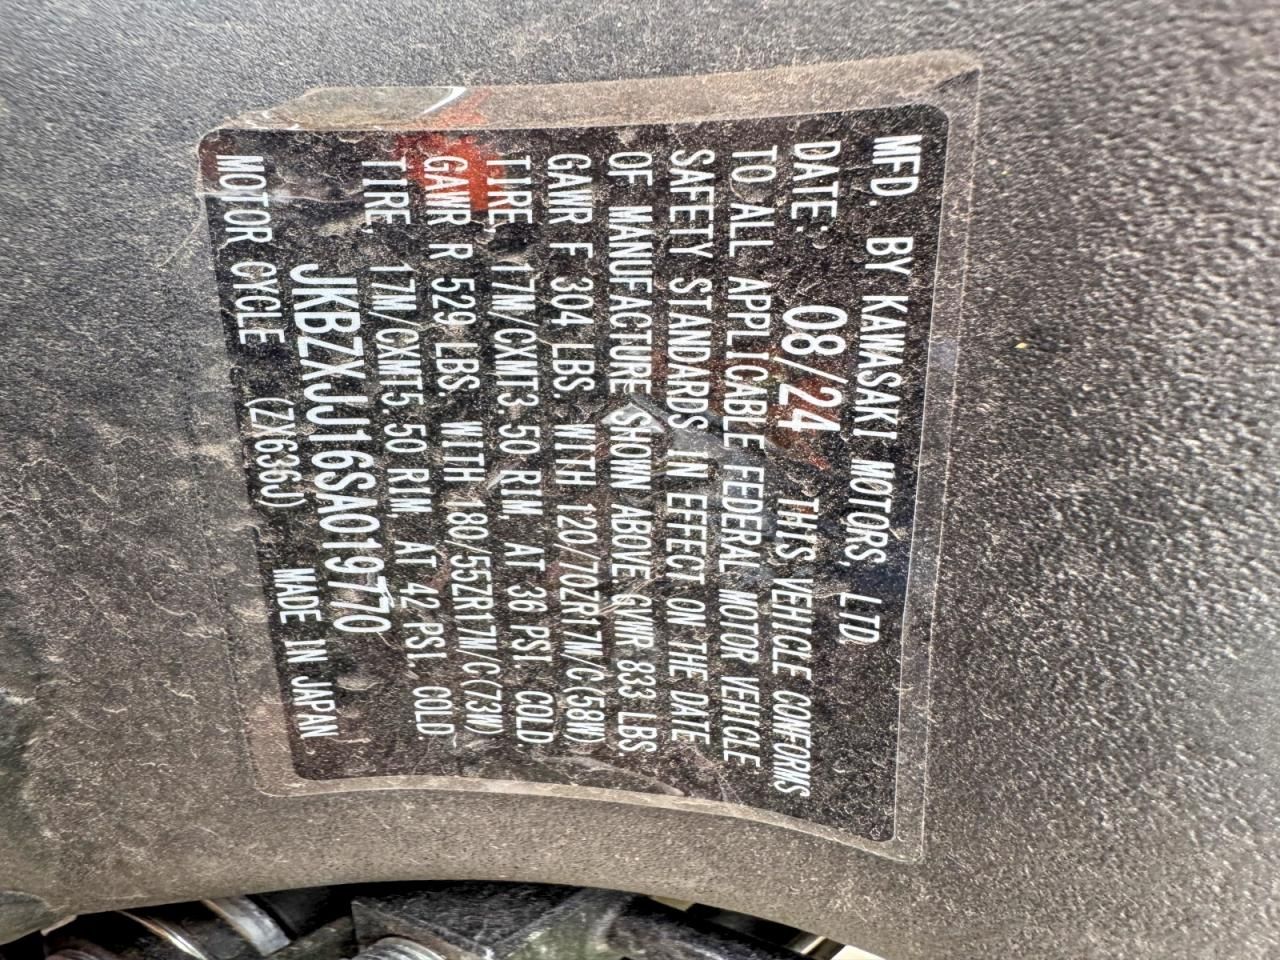 MFD. BY KAWASAKI MOTORS, LTD.
DATE: 08/24 THIS VEHICLE CONFORMS
TO ALL APPLICABLE FEDERAL MOTOR VEHICLE
SAFETY STANDARDS IN EFFECT ON THE DATE
OF MANUFACTURE SHOWN ABOVE GVWR 833 LBS.
GAWR F 304 LBS. WITH 120/70ZR17M/C(58W)
TIRE, 17M/CXMT3.50 RIM, AT 36 PSI. COLD.
GAWR R 529 LBS. WITH 180/55ZR17M/C(73W)
TIRE, 17M/CXMT5.50 RIM, AT 42 PSI. COLD
JKBZXJJ16SA019770
MOTOR CYCLE (ZX636J) MADE IN JAPAN.